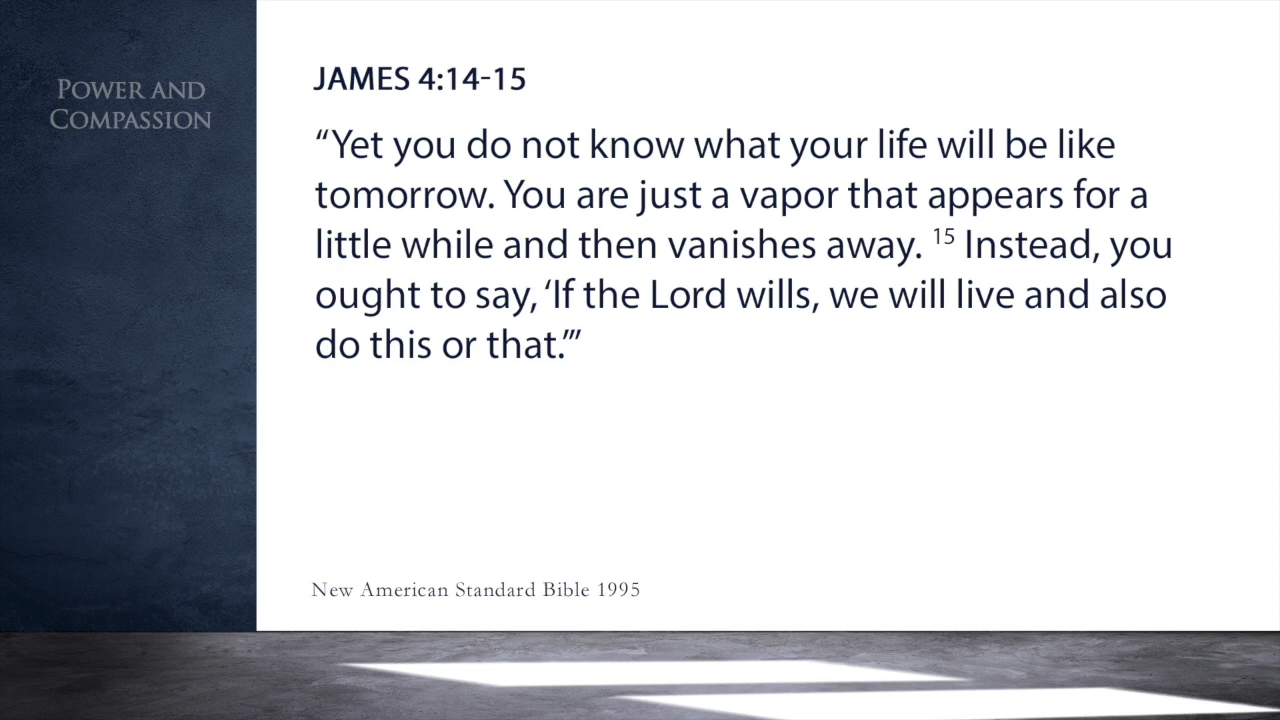 POWER AND
COMPASSION
JAMES 4:14-15
“Yet you do not know what your life will be like
tomorrow. You are just a vapor that appears for a
little while and then vanishes away. 15 Instead, you
ought to say, ‘If the Lord wills, we will live and also
do this or that.’”
New American Standard Bible 1995